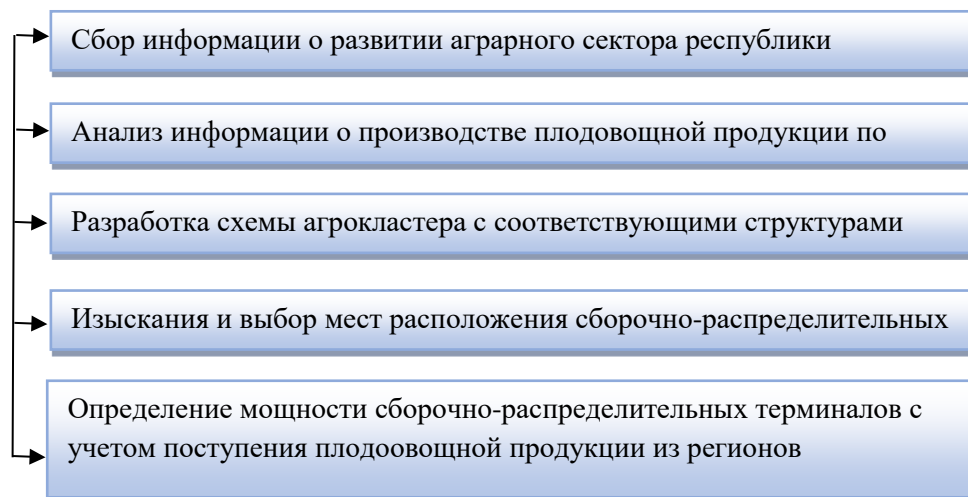 Сбор информации о развитии аграрного сектора республики
Анализ информации о производстве плодовощной продукции по
Разработка схемы агрокластера с соответствующими структурами
Изыскания и выбор мест расположения сборочно-распределительных
Определение мощности сборочно-распределительных терминалов с
учетом поступления плодоовощной продукции из регионов